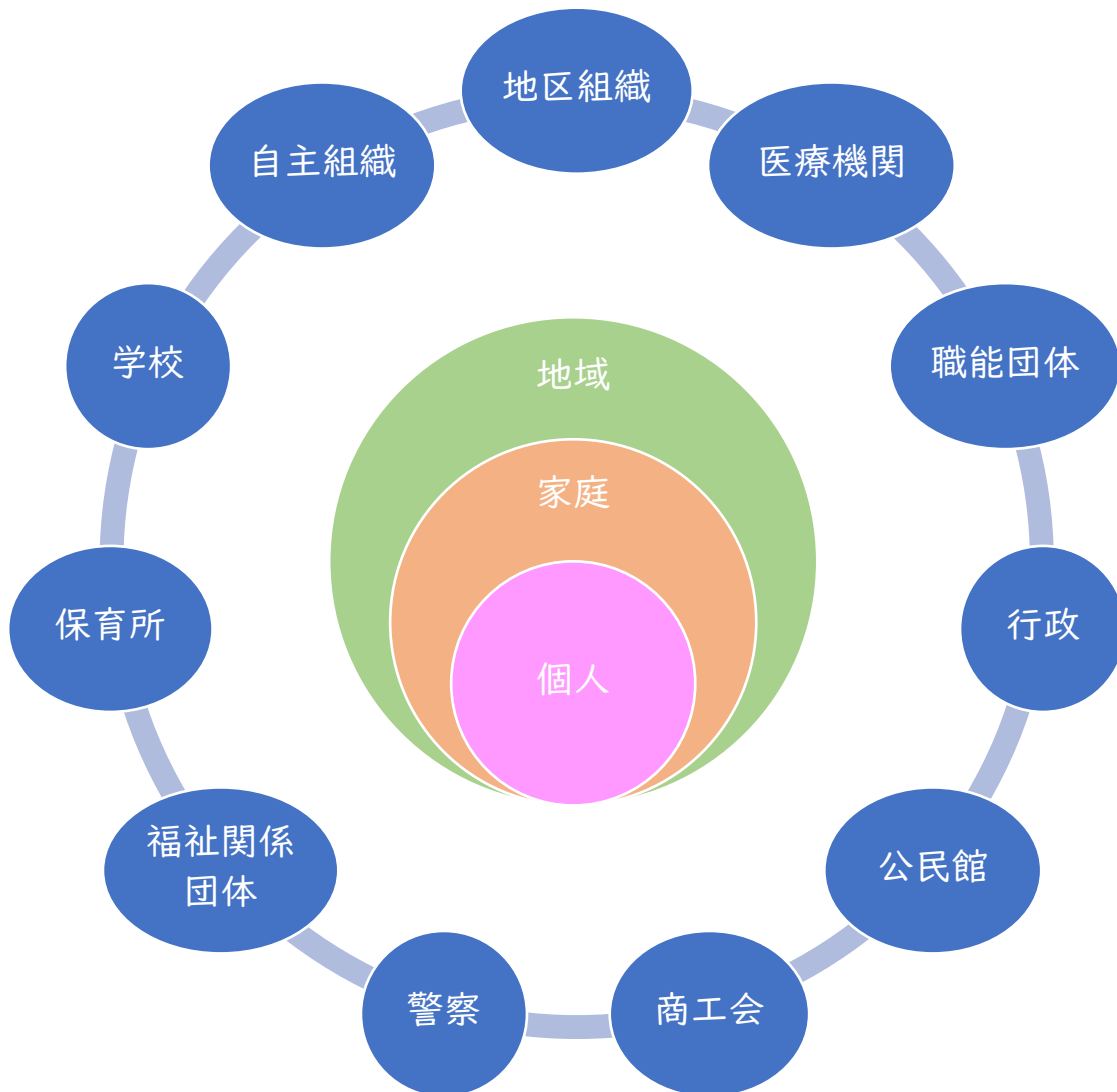 地区組織
自主組織
医療機関
学校
職能団体
地域
家庭
保育所
行政
個人
福祉関係
団体
公民館
警察
商工会